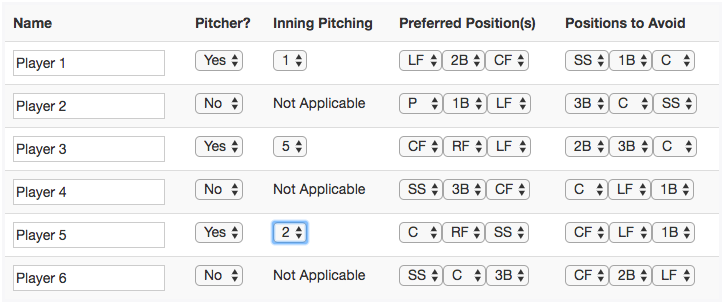 Name Pitcher? Inning Pitching Preferred Position(s) Positions to Avoid
Player 1 Yes 1 LF 2B CF SS 1B C
Player 2 No Not Applicable P 1B LF 3B C SS
Player 3 Yes 5 CF RF LF 2B 3B C
Player 4 No Not Applicable SS 3B CF C LF 1B
Player 5 Yes 2 C RF SS CF LF 1B
Player 6 No Not Applicable SS C 3B CF 2B LF